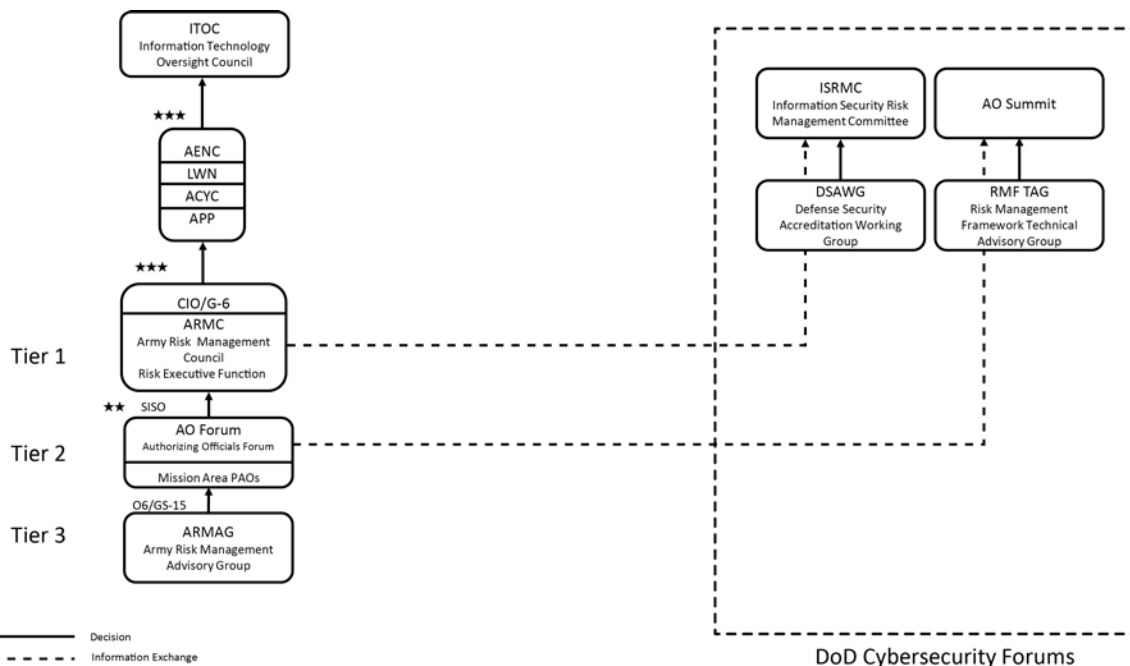 ITOC
Information Technology
Oversight Council
★★★
AENC
LWN
ACYC
APP
★★★
CIO/G-6
ARMC
Army Risk Management
Council
Risk Executive Function
Tier 1
★★ SISO
AO Forum
Authorizing Officials Forum
Mission Area PAOs
Tier 2
O6/GS-15
ARMAG
Army Risk Management
Advisory Group
Tier 3
Decision
Information Exchange
ISRMC
Information Security Risk
Management Committee
AO Summit
DSAWG
Defense Security
Accreditation Working
Group
RMF TAG
Risk Management
Framework Technical
Advisory Group
DoD Cybersecurity Forums